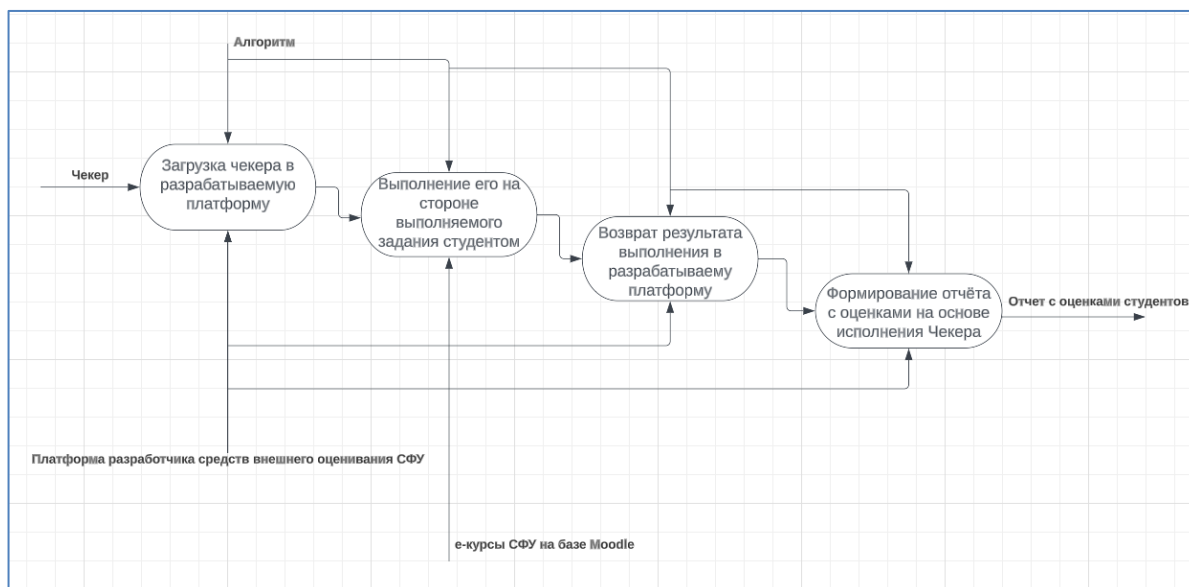 Алгоритм
Чекер
Загрузка чекера в
разрабатываемую
платформу
Выполнение его на
стороне
выполняемого
задания студентом
Возврат результата
выполнения в
разрабатываему
платформу
Формирование отчёта
с оценками на основе
исполнения Чекера
Отчет с оценками студентов
Платформа разработчика средств внешнего оценивания СФУ
е-курсы СФУ на базе Moodle